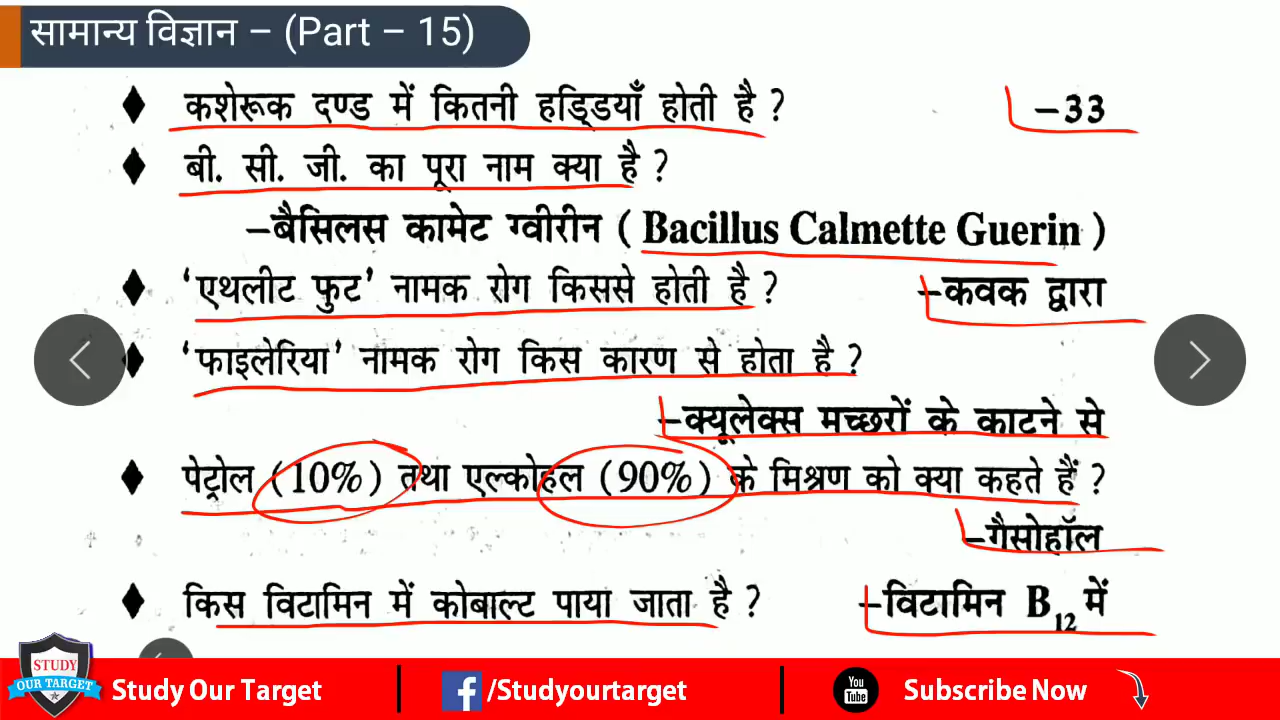 सामान्य विज्ञान – (Part – 15)
♦ कशेरूक दण्ड में कितनी हड्डियाँ होती है ? –33
♦ बी. सी. जी. का पूरा नाम क्या है ?
–बैसिलस कामेट ग्वीरीन ( Bacillus Calmette Guerin )
♦ ‘एथलीट फुट’ नामक रोग किससे होती है ? –कवक द्वारा
♦ ‘फाइलेरिया’ नामक रोग किस कारण से होता है ?
–क्यूलेक्स मच्छरों के काटने से
♦ पेट्रोल (10%) तथा एल्कोहल (90%) के मिश्रण को क्या कहते हैं ?
–गैसोहॉल
♦ किस विटामिन में कोबाल्ट पाया जाता है ? –विटामिन B₁₂ में
STUDY
OUR TARGET
Study Our Target | f /Studyourtarget | You Tube Subscribe Now